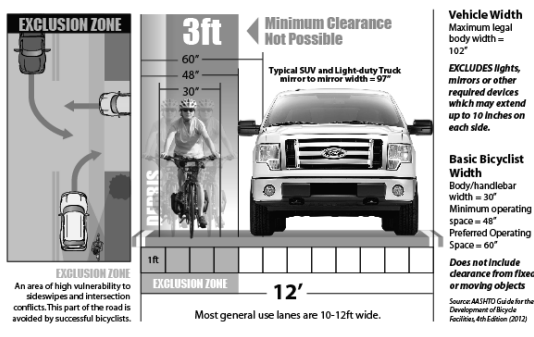 EXCLUSION ZONE
3ft
Minimum Clearance
Not Possible
60"
48"
30"
Typical SUV and Light-duty Truck
mirror to mirror width = 97"
DEBRIS
Ford
1ft
EXCLUSION ZONE
12'
Most general use lanes are 10-12ft wide.
EXCLUSION ZONE
An area of high vulnerability to
sideswipes and intersection
conflicts. This part of the road is
avoided by successful bicyclists.
Vehicle Width
Maximum legal
body width =
102"
EXCLUDES lights,
mirrors or other
required devices
which may extend
up to 10 inches on
each side.
Basic Bicyclist
Width
Body/handlebar
width = 30"
Minimum operating
space = 48"
Preferred Operating
Space = 60"
Does not include
clearance from fixed
or moving objects
Source: AASHTO Guide for the
Development of Bicycle
Facilities, 4th Edition (2012)